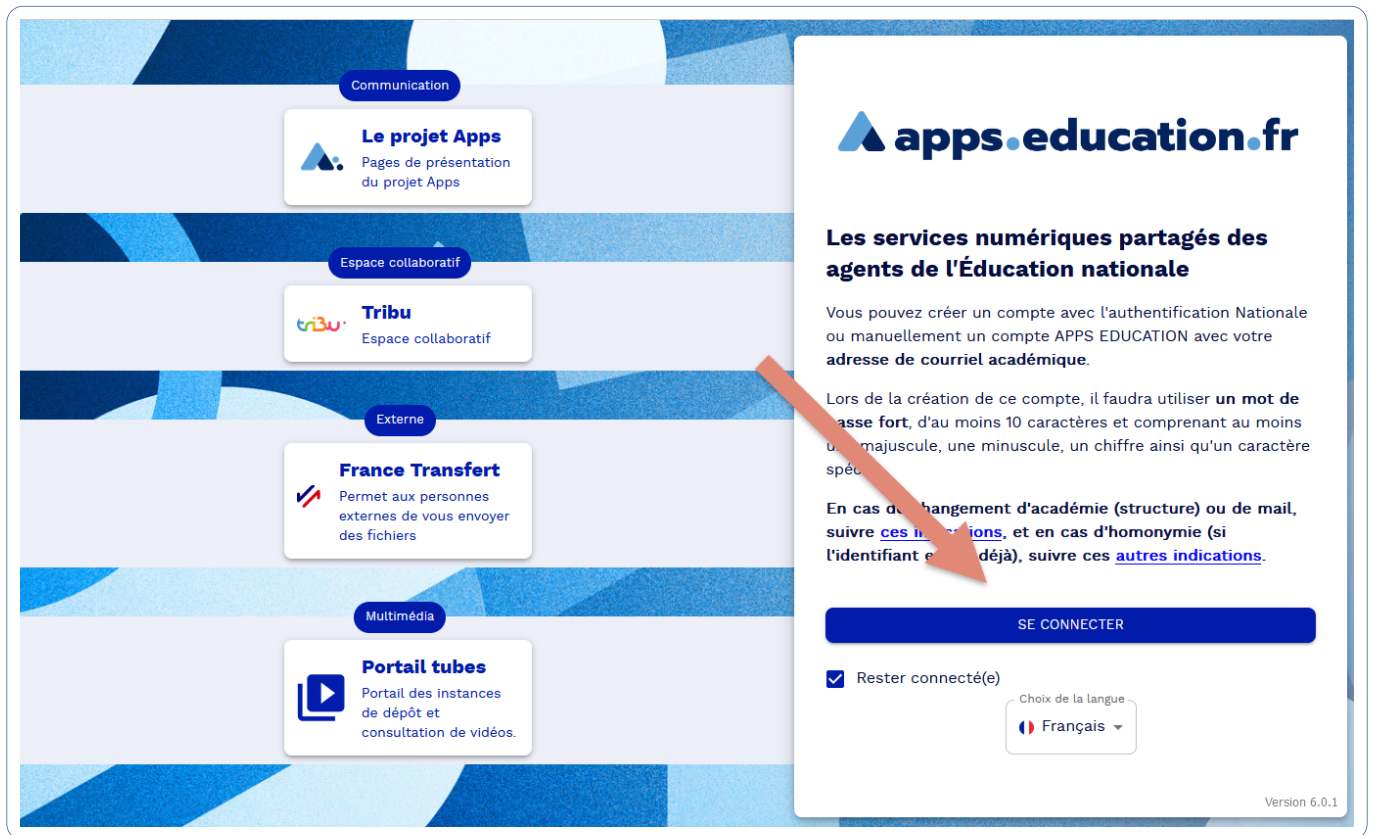 Communication
Le projet Apps
Pages de présentation
du projet Apps
Espace collaboratif
tribu
Tribu
Espace collaboratif
Externe
France Transfert
Permet aux personnes
externes de vous envoyer
des fichiers
Multimédia
Portail tubes
Portail des instances
de dépôt et
consultation de vidéos.
apps.education.fr
Les services numériques partagés des
agents de l'Éducation nationale
Vous pouvez créer un compte avec l'authentification Nationale
ou manuellement un compte APPS EDUCATION avec votre
adresse de courriel académique.
Lors de la création de ce compte, il faudra utiliser un mot de
passe fort, d'au moins 10 caractères et comprenant au moins
majuscule, une minuscule, un chiffre ainsi qu'un caractère
En cas de changement d'académie (structure) ou de mail,
suivre ces indications, et en cas d'homonymie (si
l'identifiant déjà), suivre ces autres indications.
SE CONNECTER
Rester connecté(e)
Choix de la langue
Français
Version 6.0.1